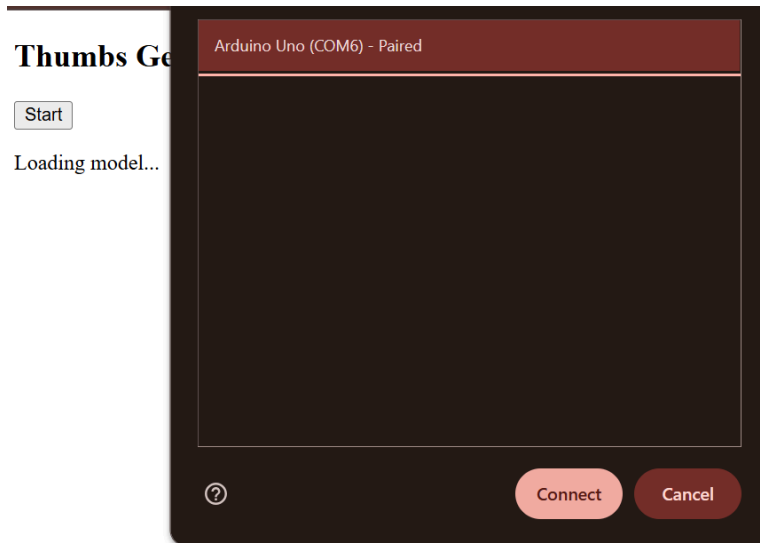 Thumbs Ge
Start
Loading model...
Arduino Uno (COM6) - Paired
Connect
Cancel